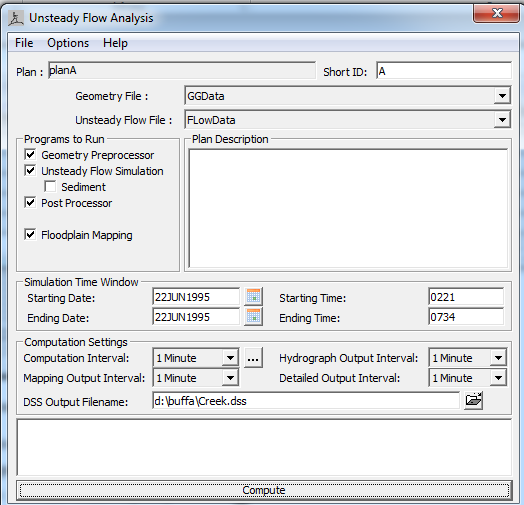 Unsteady Flow Analysis
File Options Help
Plan : planA Short ID: A
Geometry File : GGData
Unsteady Flow File : FLowData
Programs to Run
Geometry Preprocessor
Unsteady Flow Simulation
Sediment
Post Processor
Floodplain Mapping
Plan Description
Simulation Time Window
Starting Date: 22JUN1995 Starting Time: 0221
Ending Date: 22JUN1995 Ending Time: 0734
Computation Settings
Computation Interval: 1 Minute ... Hydrograph Output Interval: 1 Minute
Mapping Output Interval: 1 Minute Detailed Output Interval: 1 Minute
DSS Output Filename: d:\buffa\Creek.dss
Compute